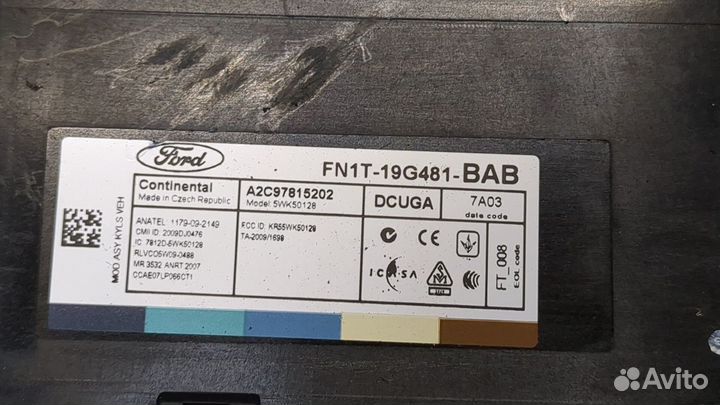 Ford
FN1T-19G481-BAB
Continental
Made in Czech Republic
A2C97815202
Model: 5WK50128
DCUGA
7A03
date code
MOD ASY KYLS VEH
ANATEL: 1179-09-2149
CMII ID: 2009DJ0476
IC: 7812D-5WK50128
RLVCO5W09-0488
MR 3532 ANRT 2007
CCAE07LP066CT1
FCC ID: KR55WK50128
TA-2009/1698
CE
ICASA
FT_008
E:OL code
Avito